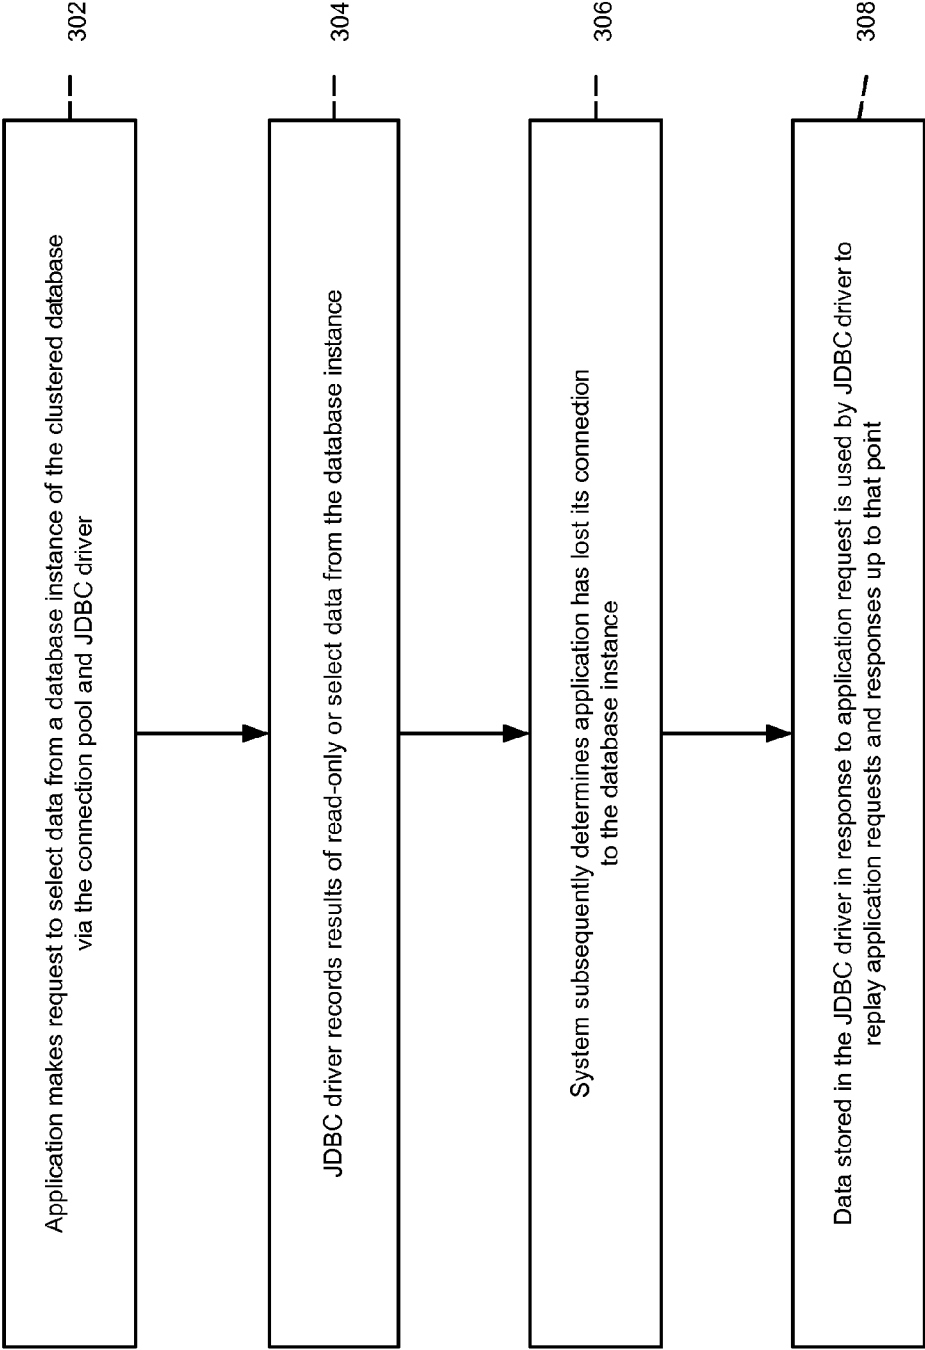 Application makes request to select data from a database instance of the clustered database
via the connection pool and JDBC driver
302
JDBC driver records results of read-only or select data from the database instance
304
System subsequently determines application has lost its connection
to the database instance
306
Data stored in the JDBC driver in response to application request is used by JDBC driver to
replay application requests and responses up to that point
308